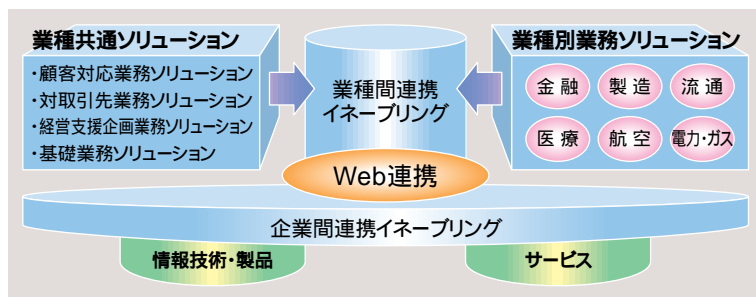 業種共通ソリューション
・顧客対応業務ソリューション
・対取引先業務ソリューション
・経営支援企画業務ソリューション
・基礎業務ソリューション
業種間連携
イネーブリング
業種別業務ソリューション
金融 製造 流通
医療 航空 電力・ガス
Web連携
企業間連携イネーブリング
情報技術・製品
サービス